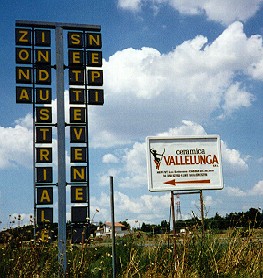 ZONA
INDUSTRIALE
SETTEVENE
NEPI
ceramica
VALLELUNGA